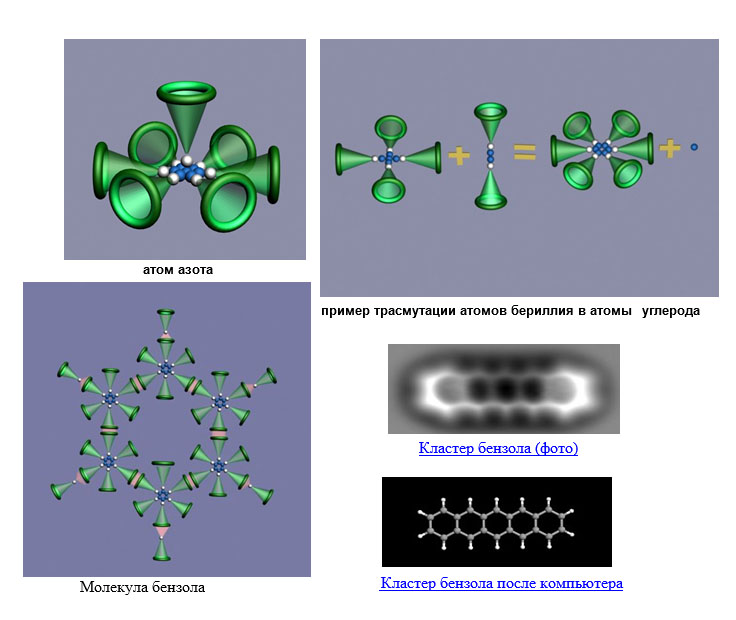 атом азота
пример трасмутации атомов бериллия в атомы углерода
Кластер бензола (фото)
Молекула бензола
Кластер бензола после компьютера